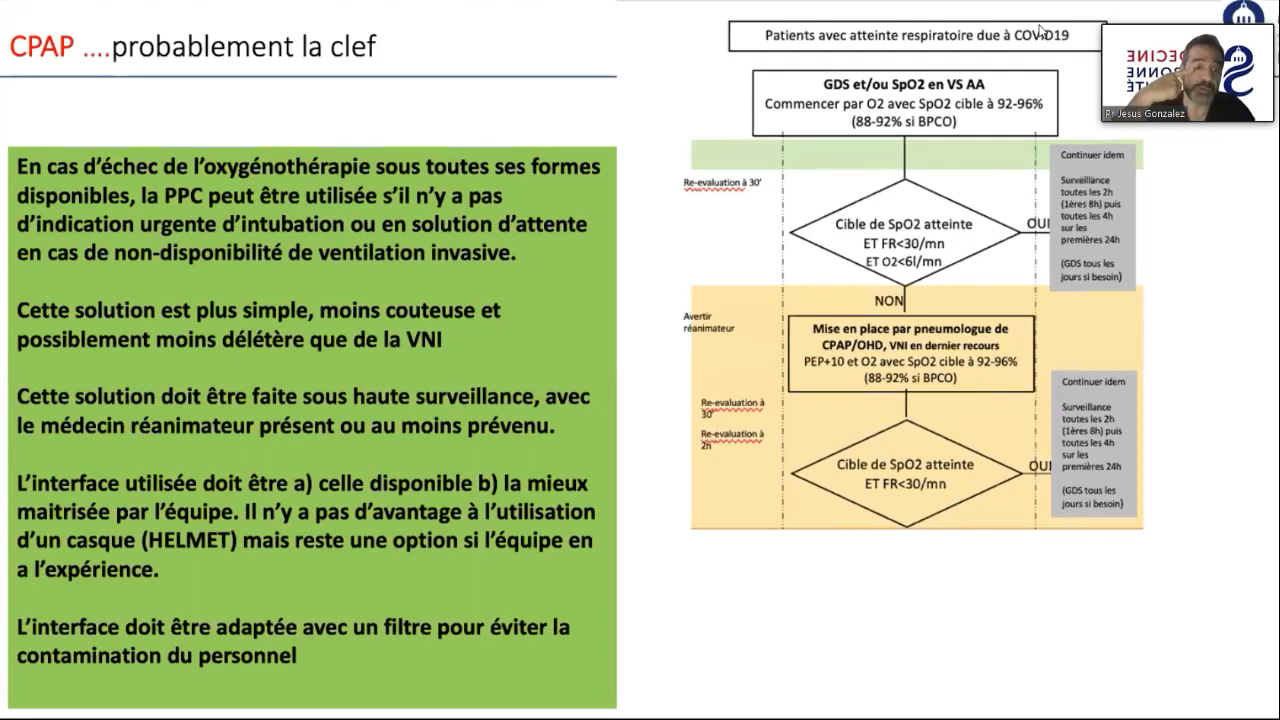 CPAP ....probablement la clef
En cas d'échec de l'oxygénothérapie sous toutes ses formes
disponibles, la PPC peut être utilisée s'il n'y a pas
d'indication urgente d'intubation ou en solution d'attente
en cas de non-disponibilité de ventilation invasive.
Cette solution est plus simple, moins couteuse et
possiblement moins délétère que de la VNI
Cette solution doit être faite sous haute surveillance, avec
le médecin réanimateur présent ou au moins prévenu.
L'interface utilisée doit être a) celle disponible b) la mieux
maitrisée par l'équipe. Il n'y a pas d'avantage à l'utilisation
d'un casque (HELMET) mais reste une option si l'équipe en
a l'expérience.
L'interface doit être adaptée avec un filtre pour éviter la
contamination du personnel
Patients avec atteinte respiratoire due à COVID19
GDS et/ou SpO2 en VS AA
Commencer par O2 avec SpO2 cible à 92-96%
(88-92% si BPCO)
Re-evaluation à 30'
Cible de SpO2 atteinte
ET FR<30/mn
ET O2<6l/mn
OUI
Continuer idem
Surveillance
toutes les 2h
(1ères 8h) puis
toutes les 4h
sur les
premières 24h
(GDS tous les
jours si besoin)
NON
Avertir
réanimateur
Mise en place par pneumologue de
CPAP/OHD, VNI en dernier recours
PEP+10 et O2 avec SpO2 cible à 92-96%
(88-92% si BPCO)
Re-evaluation à
30'
Re-evaluation à
2h
Cible de SpO2 atteinte
ET FR<30/mn
OUI
Continuer idem
Surveillance
toutes les 2h
(1ères 8h) puis
toutes les 4h
sur les
premières 24h
(GDS tous les
jours si besoin)
Pr Jesus Gonzalez